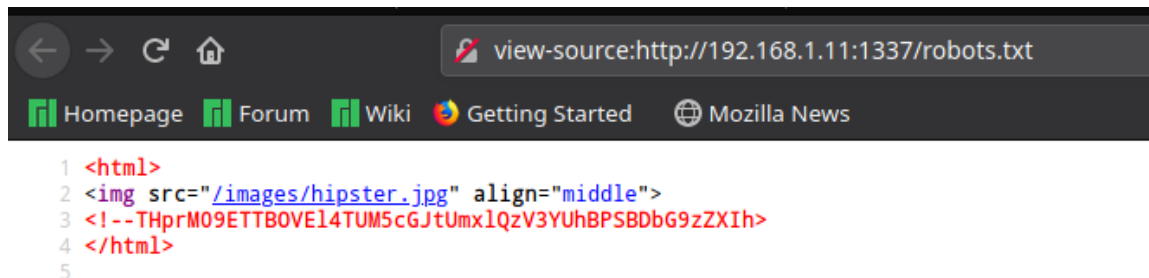 view-source:http://192.168.1.11:1337/robots.txt
Homepage Forum Wiki Getting Started Mozilla News
1 <html>
2 <img src="/images/hipster.jpg" align="middle">
3 <!--THprM09ETTBOVEl4TUM5cGJtUmxlQzV3YUhBPSBDbG9zZXIh>
4 </html>
5